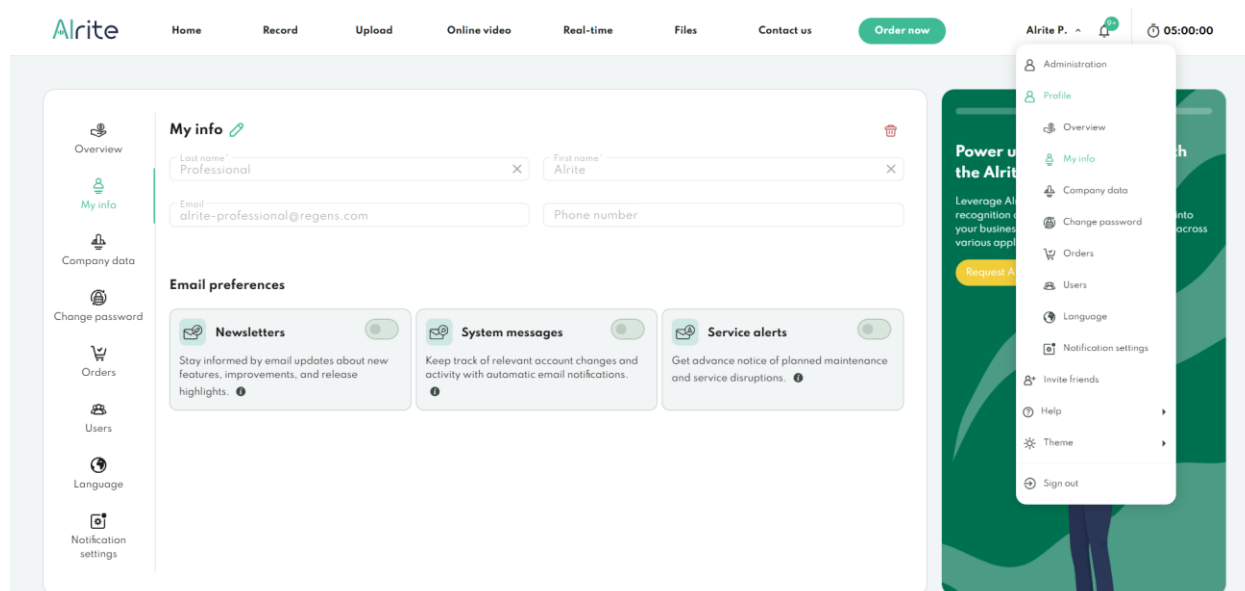 Alrite
Home Record Upload Online video Real-time Files Contact us Order now Alrite P. 9+ 05:00:00
Overview
My info
Company data
Change password
Orders
Users
Language
Notification
settings
My info
Last name*
Professional
First name*
Alrite
Email
alrite-professional@regens.com
Phone number
Email preferences
Newsletters
Stay informed by email updates about new
features, improvements, and release
highlights.
System messages
Keep track of relevant account changes and
activity with automatic email notifications.
Service alerts
Get advance notice of planned maintenance
and service disruptions.
Power
the Alrit
Leverage
recognition into
your busines across
various appl
Request
Administration
Profile
Overview
My info
Company data
Change password
Orders
Users
Language
Notification settings
Invite friends
Help
Theme
Sign out